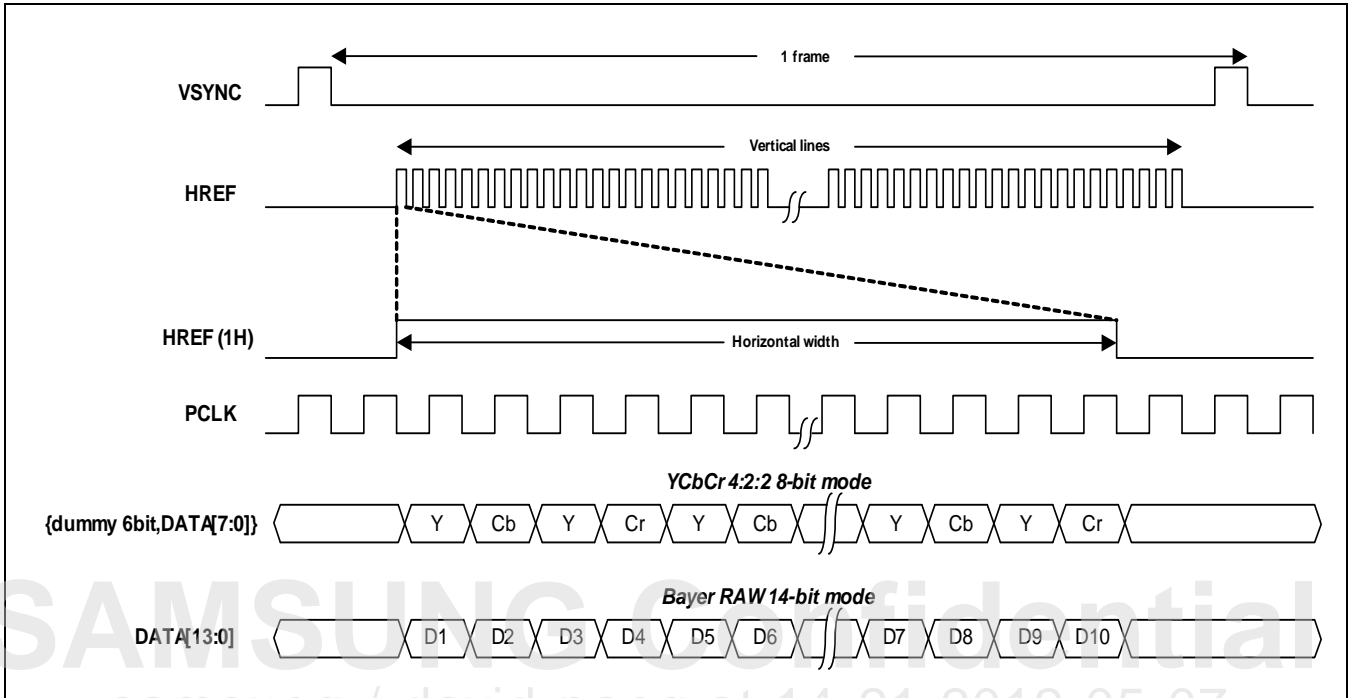 1 frame
VSYNC
Vertical lines
HREF
HREF (1H)
Horizontal width
PCLK
YCbCr 4:2:2 8-bit mode
{dummy 6bit,DATA[7:0]} Y Cb Y Cr Y Cb Y Cb Y Cr
Bayer RAW 14-bit mode
DATA[13:0] D1 D2 D3 D4 D5 D6 D7 D8 D9 D10
SAMSUNG Confidential